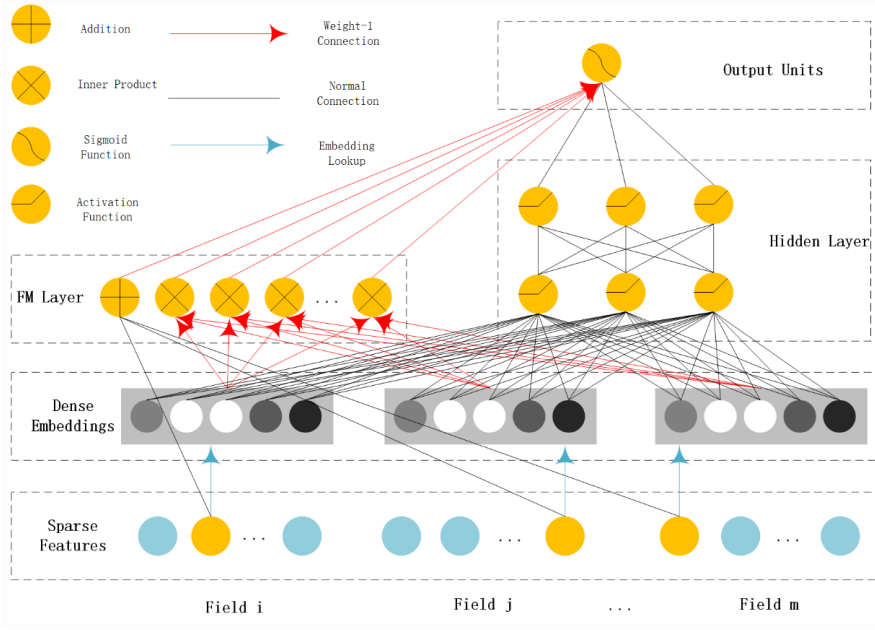 Addition
Weight-1
Connection
Inner Product
Normal
Connection
Sigmoid
Function
Embedding
Lookup
Activation
Function
Output Units
Hidden Layer
FM Layer
...
Dense
Embeddings
Sparse
Features
...
...
...
Field i
Field j
...
Field m